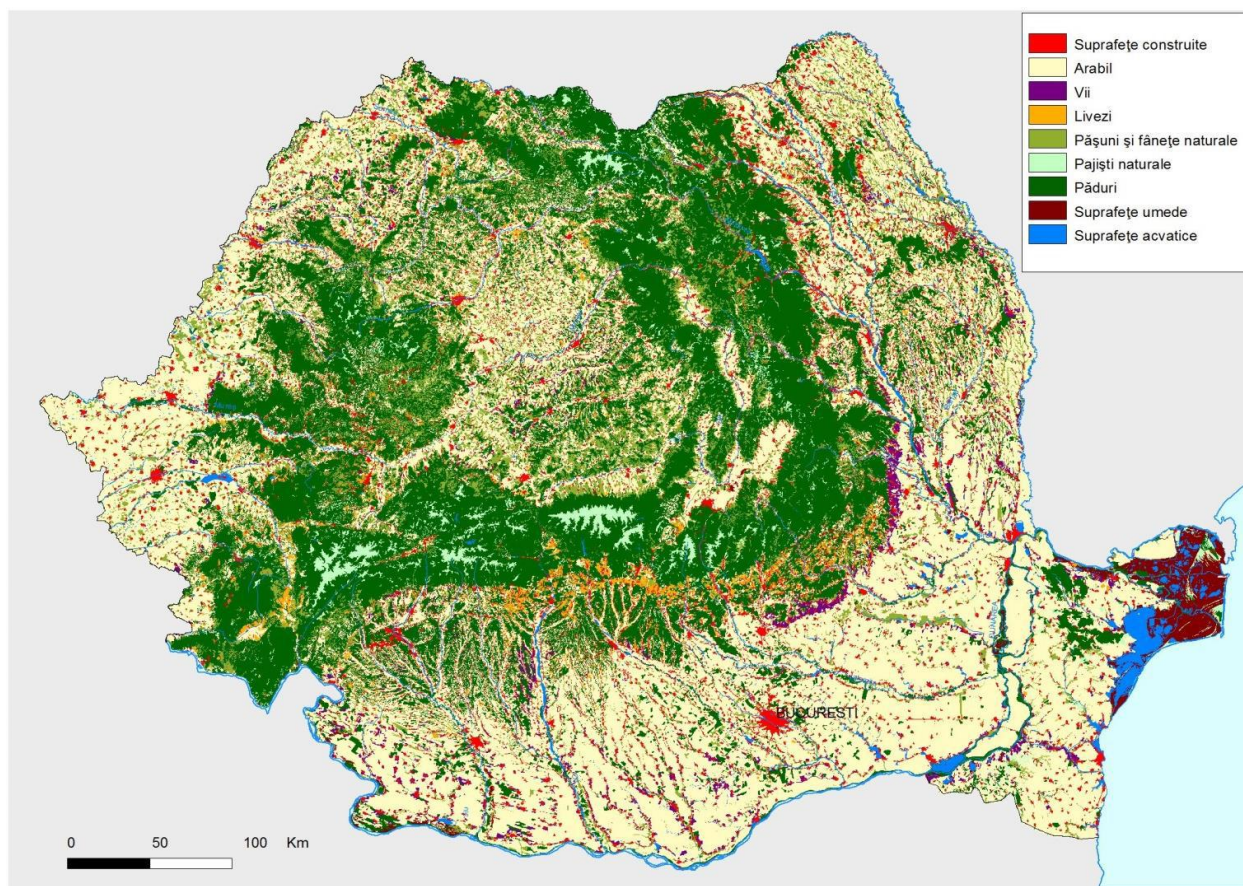 Suprafeţe construite
Arabil
Vii
Livezi
Păşuni şi fâneţe naturale
Pajişti naturale
Păduri
Suprafeţe umede
Suprafeţe acvatice
BUCURESTI
0 50 100 Km